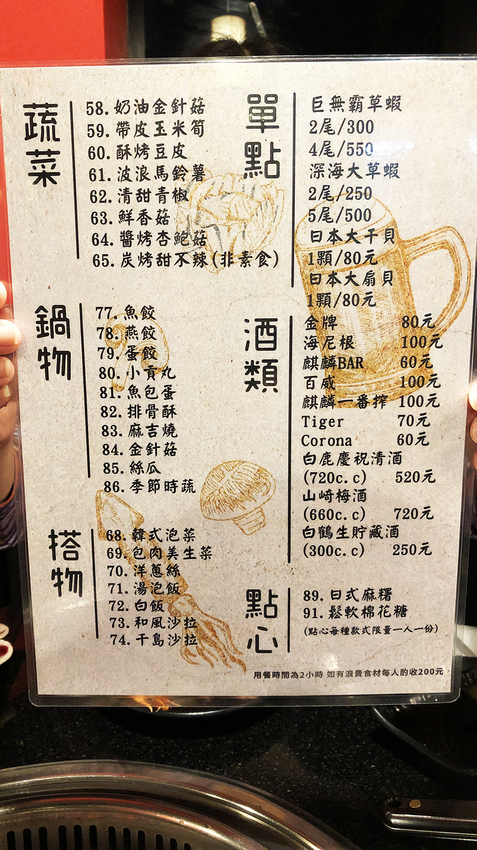 蔬菜
58.奶油金針菇
59.帶皮玉米筍
60.酥烤豆皮
61.波浪馬鈴薯
62.清甜青椒
63.鮮香菇
64.醬烤杏鮑菇
65.炭烤甜不辣(非素食)
鍋物
77.魚餃
78.燕餃
79.蛋餃
80.小貢丸
81.魚包蛋
82.排骨酥
83.麻吉燒
84.金針菇
85.絲瓜
86.季節時蔬
搭物
68.韓式泡菜
69.包肉美生菜
70.洋蔥絲
71.湯泡飯
72.白飯
73.和風沙拉
74.千島沙拉
單點
巨無霸草蝦
2尾/300
4尾/550
深海大草蝦
2尾/250
5尾/500
日本大干貝
1顆/80元
日本大扇貝
1顆/80元
酒類
金牌 80元
海尼根 100元
麒麟BAR 60元
百威 100元
麒麟一番搾 100元
Tiger 70元
Corona 60元
白鹿慶祝清酒
(720c.c) 520元
山崎梅酒
(660c.c) 720元
白鶴生貯藏酒
(300c.c) 250元
點心
89.日式麻糬
91.鬆軟棉花糖
(點心每種款式限量一人一份)
用餐時間為2小時 如有浪費食材每人酌收200元